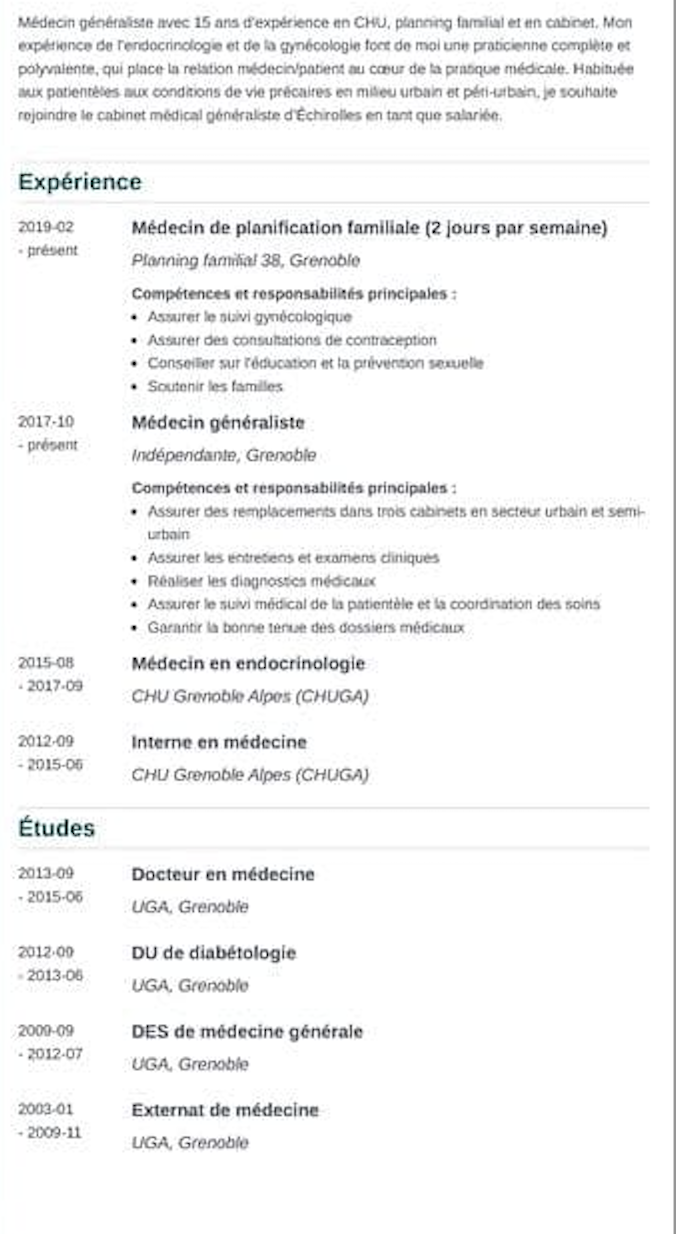 Médecin généraliste avec 15 ans d'expérience en CHU, planning familial et en cabinet. Mon
expérience de l'endocrinologie et de la gynécologie font de moi une praticienne complète et
polyvalente, qui place la relation médecin/patient au cœur de la pratique médicale. Habituée
aux patientèles aux conditions de vie précaires en milieu urbain et péri-urbain, je souhaite
rejoindre le cabinet médical généraliste d'Échirolles en tant que salariée.
Expérience
2019-02
- présent
Médecin de planification familiale (2 jours par semaine)
Planning familial 38, Grenoble
Compétences et responsabilités principales :
• Assurer le suivi gynécologique
• Assurer des consultations de contraception
• Conseiller sur l'éducation et la prévention sexuelle
• Soutenir les familles
2017-10
- présent
Médecin généraliste
Indépendante, Grenoble
Compétences et responsabilités principales :
• Assurer des remplacements dans trois cabinets en secteur urbain et semi-
urbain
• Assurer les entretiens et examens cliniques
• Réaliser les diagnostics médicaux
• Assurer le suivi médical de la patientèle et la coordination des soins
• Garantir la bonne tenue des dossiers médicaux
2015-08
- 2017-09
Médecin en endocrinologie
CHU Grenoble Alpes (CHUGA)
2012-09
- 2015-06
Interne en médecine
CHU Grenoble Alpes (CHUGA)
Études
2013-09
- 2015-06
Docteur en médecine
UGA, Grenoble
2012-09
- 2013-06
DU de diabétologie
UGA, Grenoble
2009-09
- 2012-07
DES de médecine générale
UGA, Grenoble
2003-01
- 2009-11
Externat de médecine
UGA, Grenoble